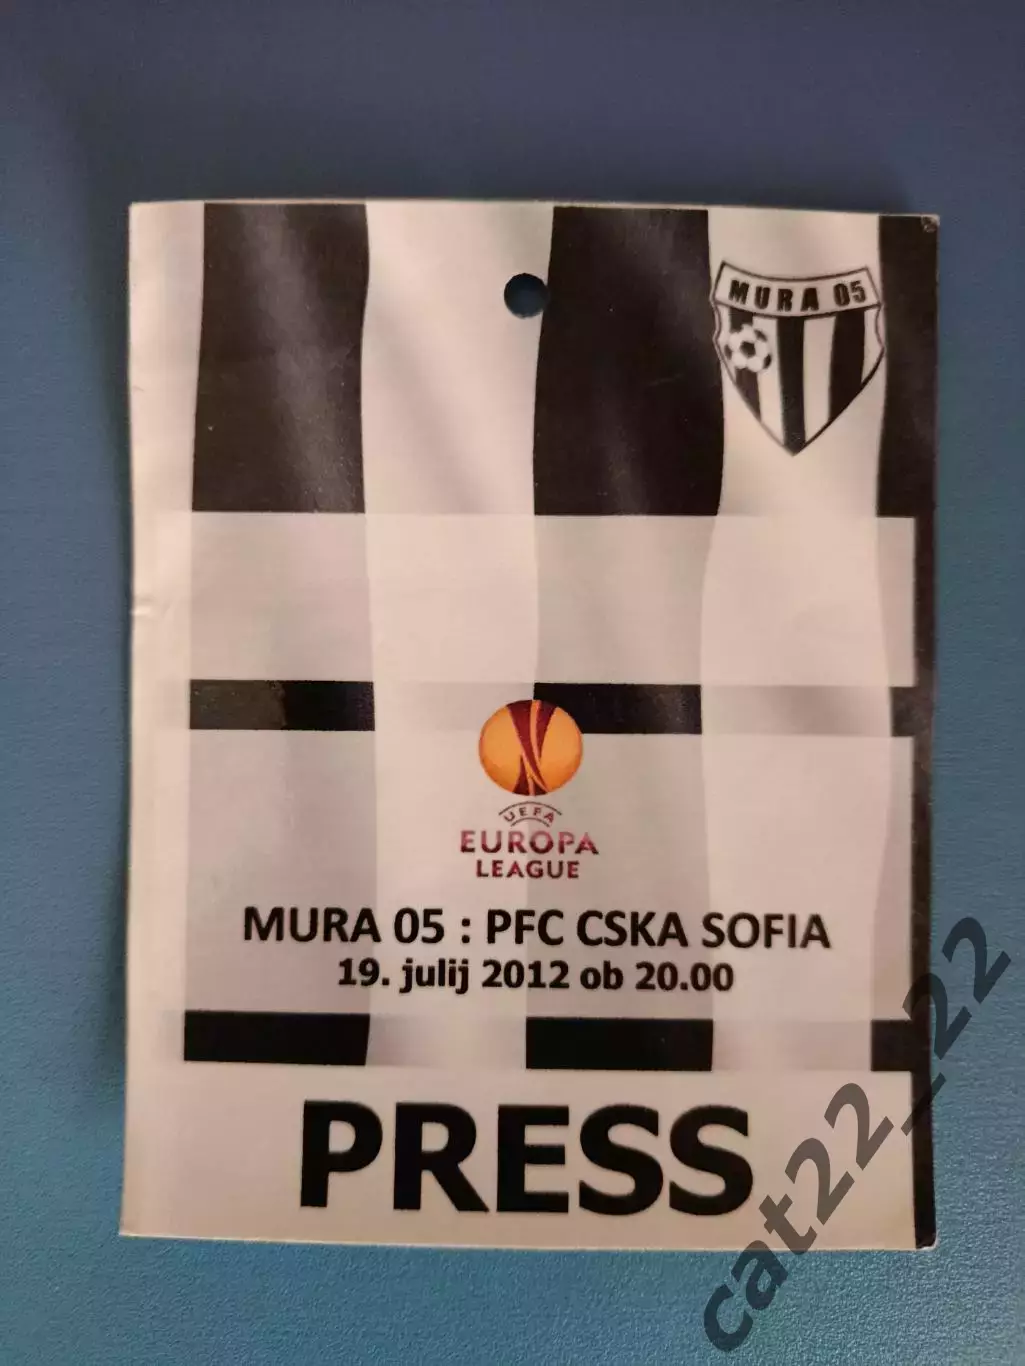 MURA 05
UEFA
EUROPA
LEAGUE
MURA 05 : PFC CSKA SOFIA
19. julij 2012 ob 20.00
PRESS
cat22_22